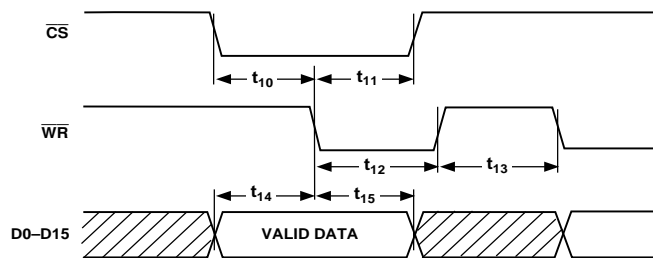 CS
t10 t11
WR
t12 t13
t14 t15
D0–D15 VALID DATA